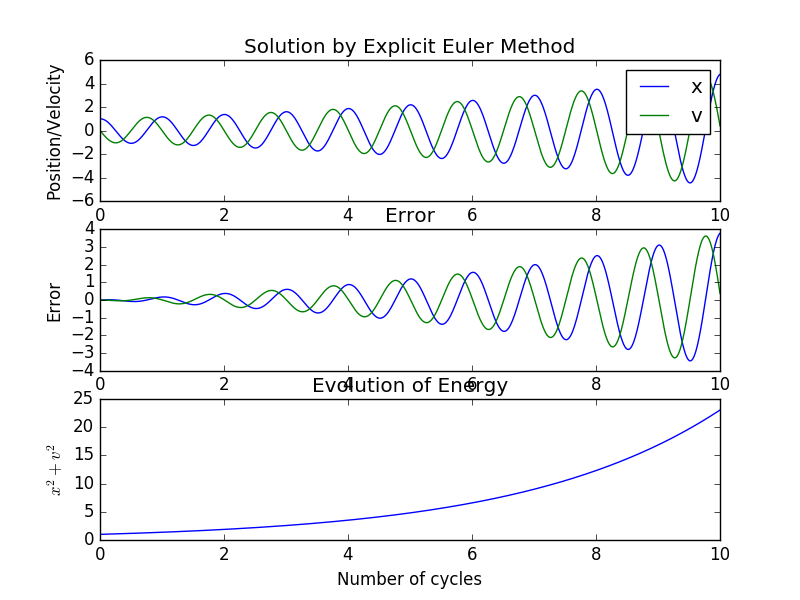 Solution by Explicit Euler Method
Position/Velocity
6
4
2
0
−2
−4
−6
x
v
0 2 4 6 8 10
Error
Error
4
3
2
1
0
−1
−2
−3
−4
0 2 4 6 8 10
Evolution of Energy
x² + v²
25
20
15
10
5
0
0 2 4 6 8 10
Number of cycles